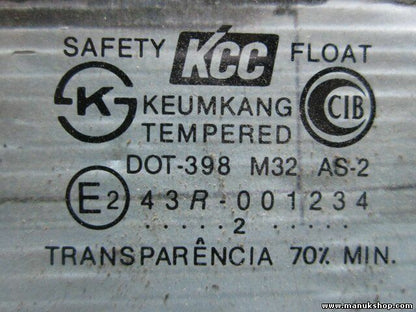 SAFETY KCC FLOAT
K KEUMKANG CIB
TEMPERED
DOT-398 M32 AS-2
E2 43R-001234
.....2.....
TRANSPARÊNCIA 70% MIN.
www.manukshop.com